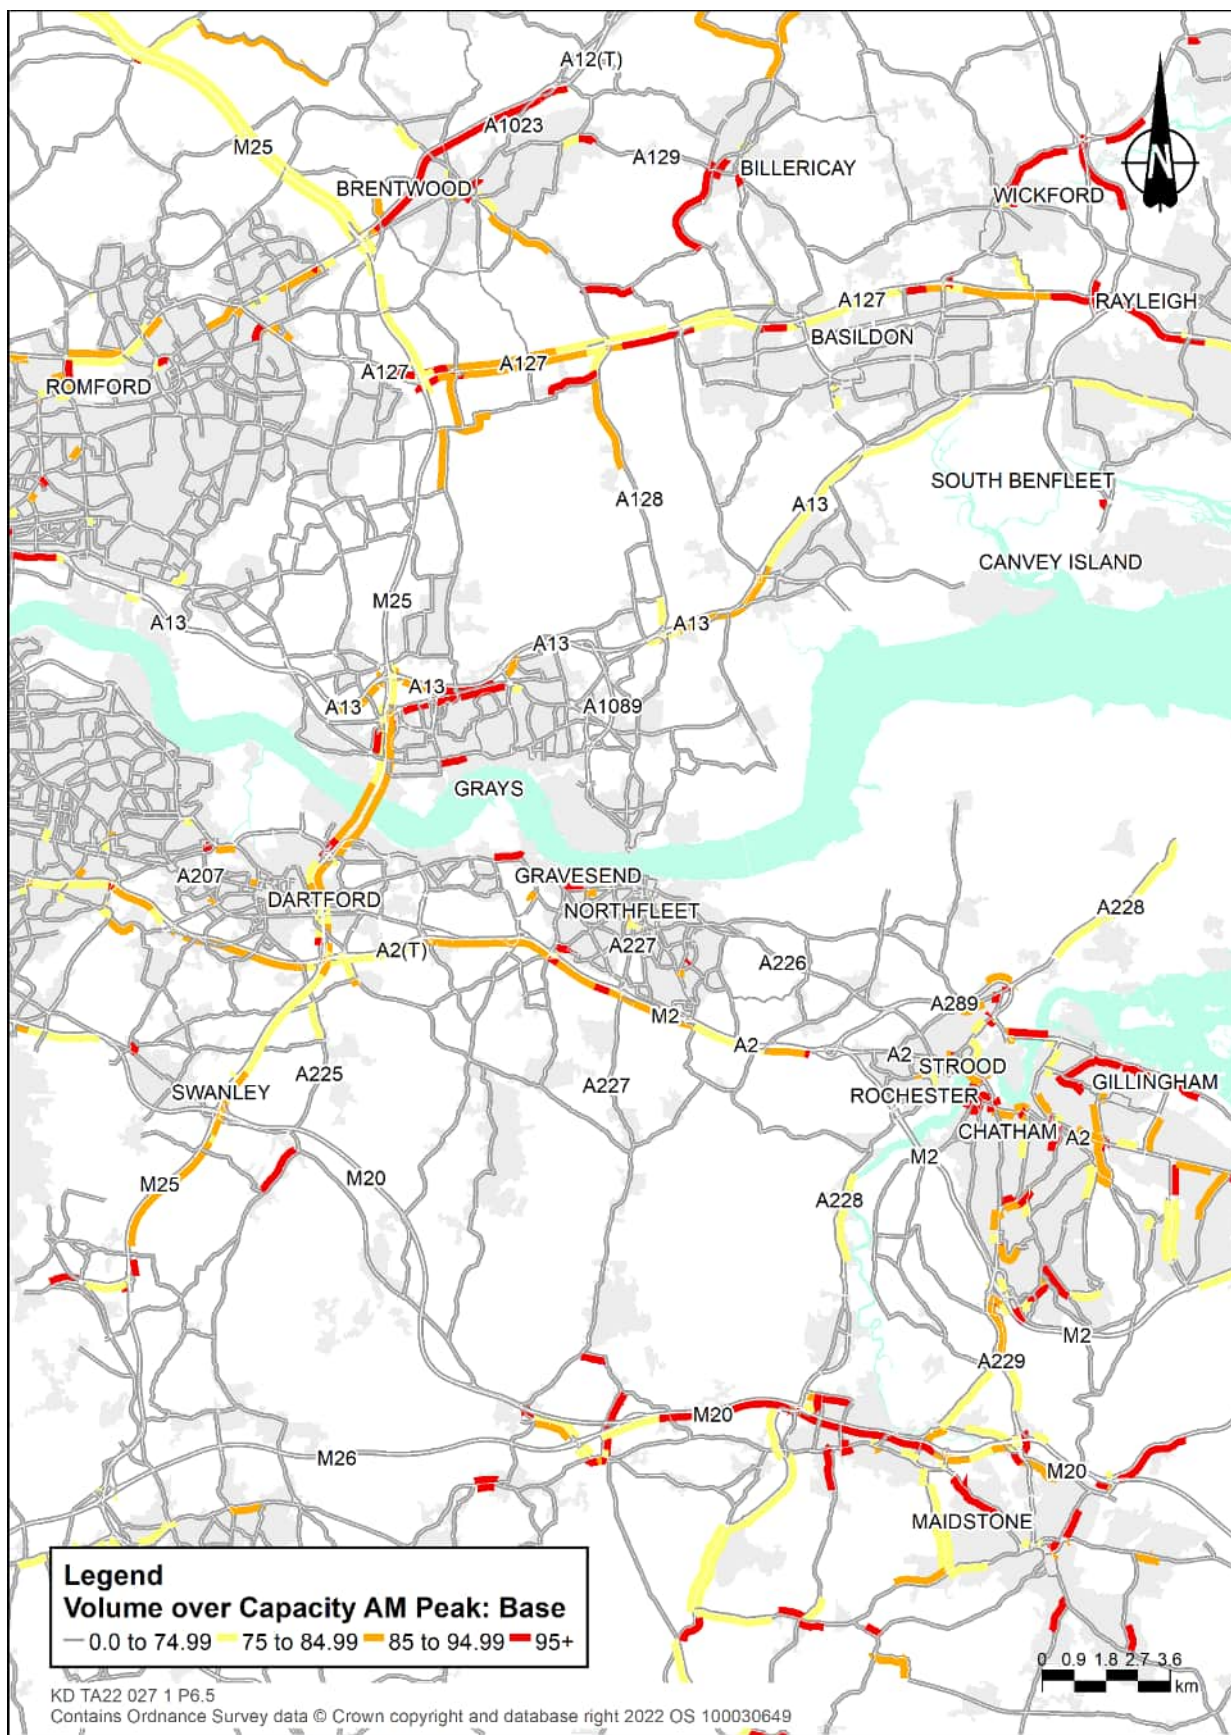 A12(T)
A1023
M25
A129
BILLERICAY
BRENTWOOD
WICKFORD
N
A127
RAYLEIGH
BASILDON
A127
A127
ROMFORD
SOUTH BENFLEET
A128
A13
CANVEY ISLAND
M25
A13
A13
A13
A13
A13
A1089
GRAYS
A207
GRAVESEND
DARTFORD
NORTHFLEET
A228
A2(T)
A227
A226
A289
M2
A2
A2
STROOD
A225
SWANLEY
A227
ROCHESTER
GILLINGHAM
CHATHAM
A2
M2
M25
M20
A228
M2
A229
M20
M26
M20
MAIDSTONE
Legend
Volume over Capacity AM Peak: Base
0.0 to 74.99 75 to 84.99 85 to 94.99 95+
0 0.9 1.8 2.7 3.6
km
KD TA22 027 1 P6.5
Contains Ordnance Survey data © Crown copyright and database right 2022 OS 100030649